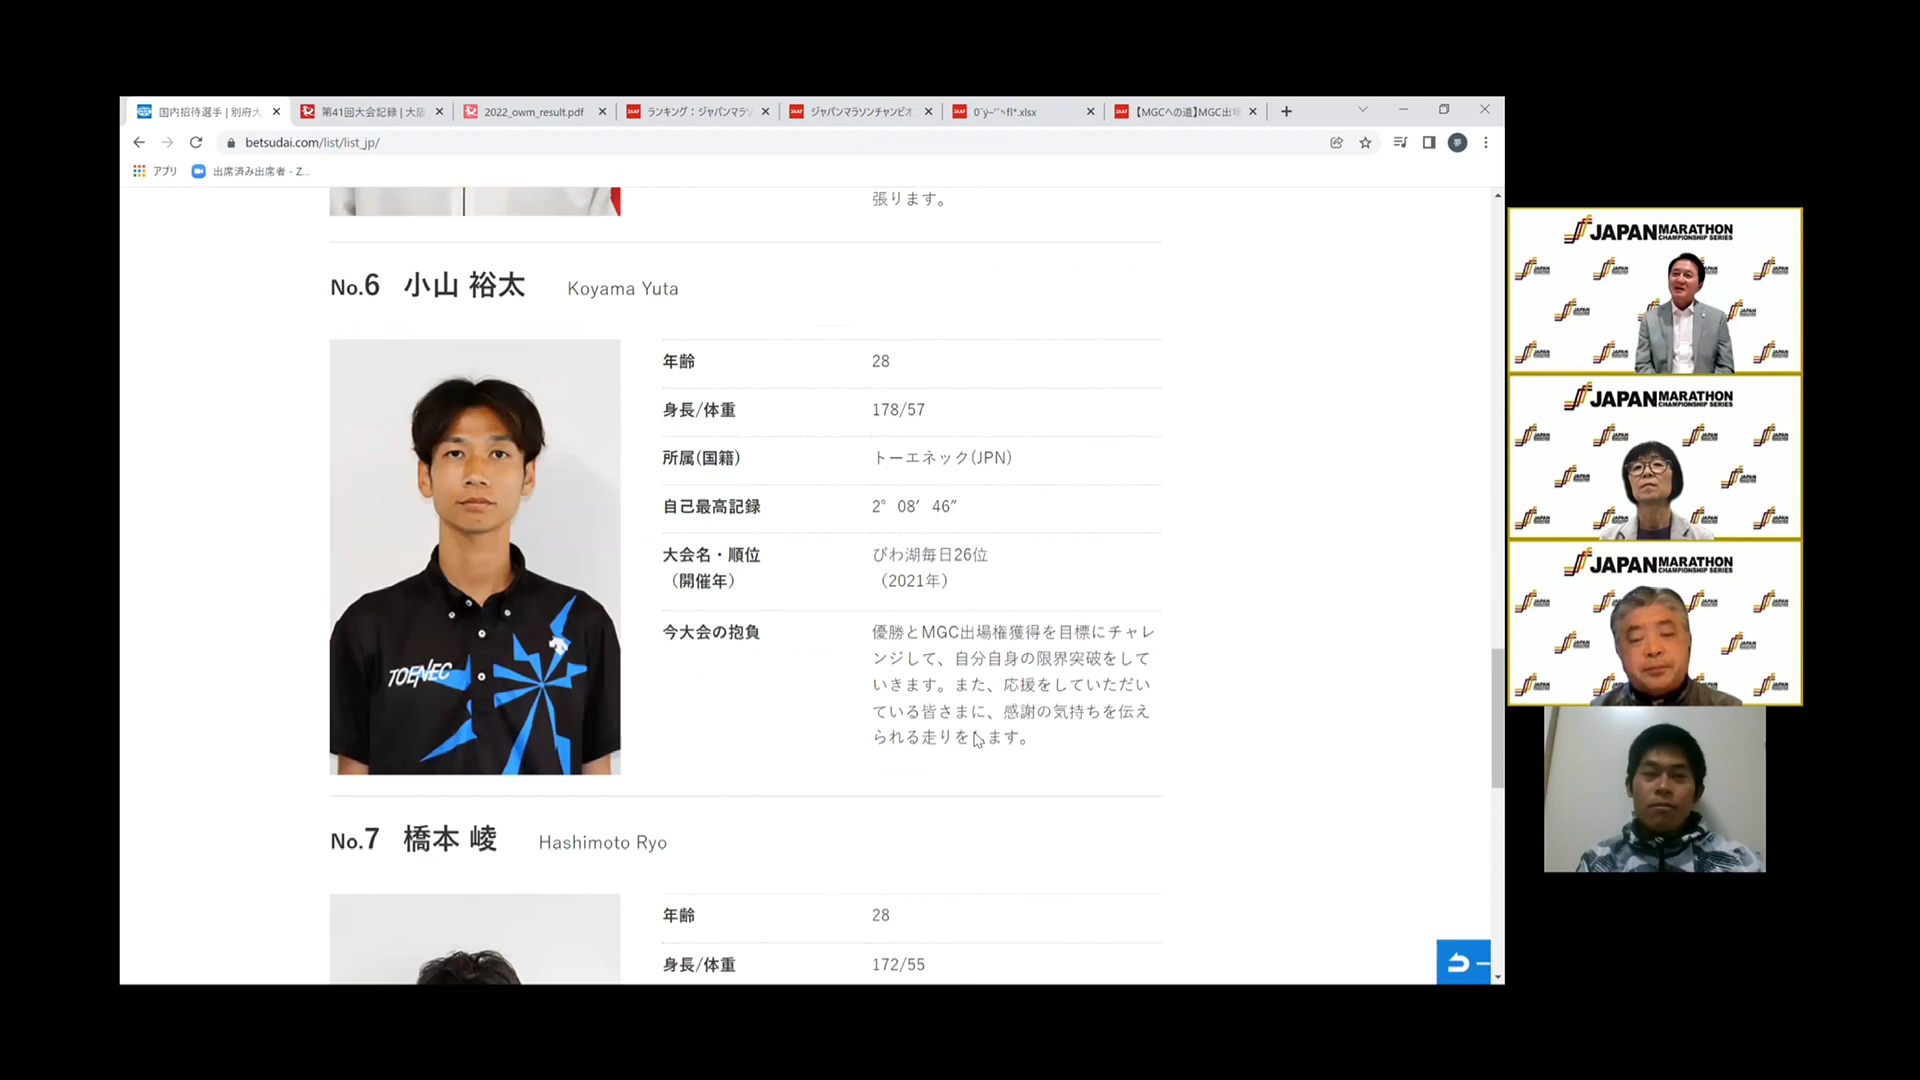 国内招待選手 | 別府大
第41回大会記録 | 大阪
2022_owm_result.pdf
ランキング：ジャパンマラソ
ジャパンマラソンチャンピオ
【MGCへの道】MGC出場
betsudai.com/list/list_jp/
アプリ
出席済み出席者 - Z...
張ります。
No.6 小山 裕太 Koyama Yuta
年齢 28
身長/体重 178/57
所属(国籍) トーエネック(JPN)
自己最高記録 2° 08′ 46″
大会名・順位 びわ湖毎日26位
（開催年） （2021年）
今大会の抱負 優勝とMGC出場権獲得を目標にチャレ
ンジして、自分自身の限界突破をして
いきます。また、応援をしていただい
ている皆さまに、感謝の気持ちを伝え
られる走りをします。
TOENEC
No.7 橋本 崚 Hashimoto Ryo
年齢 28
身長/体重 172/55
JAPAN MARATHON
CHAMPIONSHIP SERIES
JAPAN MARATHON
CHAMPIONSHIP SERIES
JAPAN MARATHON
CHAMPIONSHIP SERIES